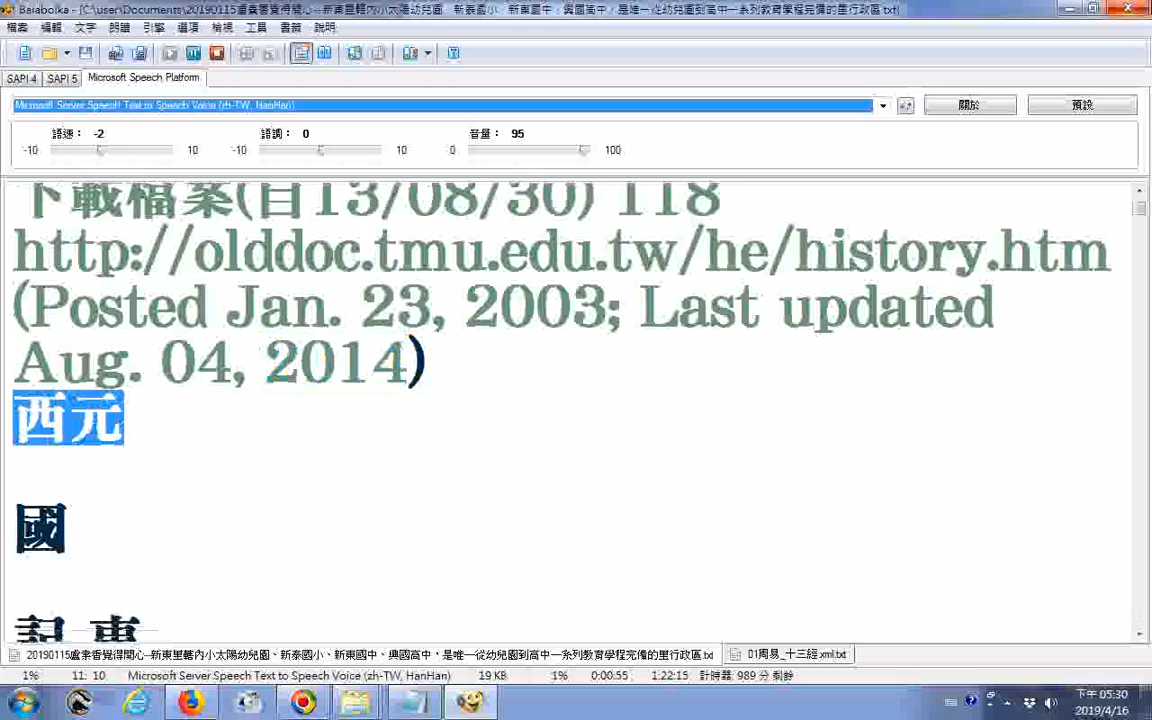 Balabolka - [C:\user\Documents\20190115盧秉香覺得開心--新東里轄內小太陽幼兒園、新泰國小、新東國中、興國高中，是唯一從幼兒園到高中一系列教育學程完備的里行政區.txt]
檔案 編輯 文字 朗讀 引擎 選項 檢視 工具 書籤 說明
SAPI 4 SAPI 5 Microsoft Speech Platform
Microsoft Server Speech Text to Speech Voice (zh-TW, HanHan)
關於 預設
語速： -2 語調： 0 音量： 95
-10 10 -10 10 0 100
下載檔案(自13/08/30) 118
http://olddoc.tmu.edu.tw/he/history.htm
(Posted Jan. 23, 2003; Last updated
Aug. 04, 2014)
西元
國
記 事
20190115盧秉香覺得開心--新東里轄內小太陽幼兒園、新泰國小、新東國中、興國高中，是唯一從幼兒園到高中一系列教育學程完備的里行政區.txt 01周易_十三經.xml.txt
1% 11: 10 Microsoft Server Speech Text to Speech Voice (zh-TW, HanHan) 19 KB 1% 0:00:55 1:22:15 計時器: 989 分 剩餘
下午 05:30
2019/4/16